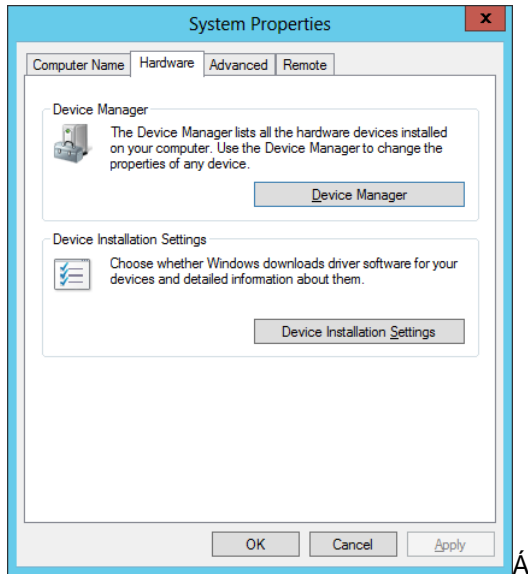 System Properties
x
Computer Name Hardware Advanced Remote
Device Manager
The Device Manager lists all the hardware devices installed
on your computer. Use the Device Manager to change the
properties of any device.
Device Manager
Device Installation Settings
Choose whether Windows downloads driver software for your
devices and detailed information about them.
Device Installation Settings
OK Cancel Apply
Á